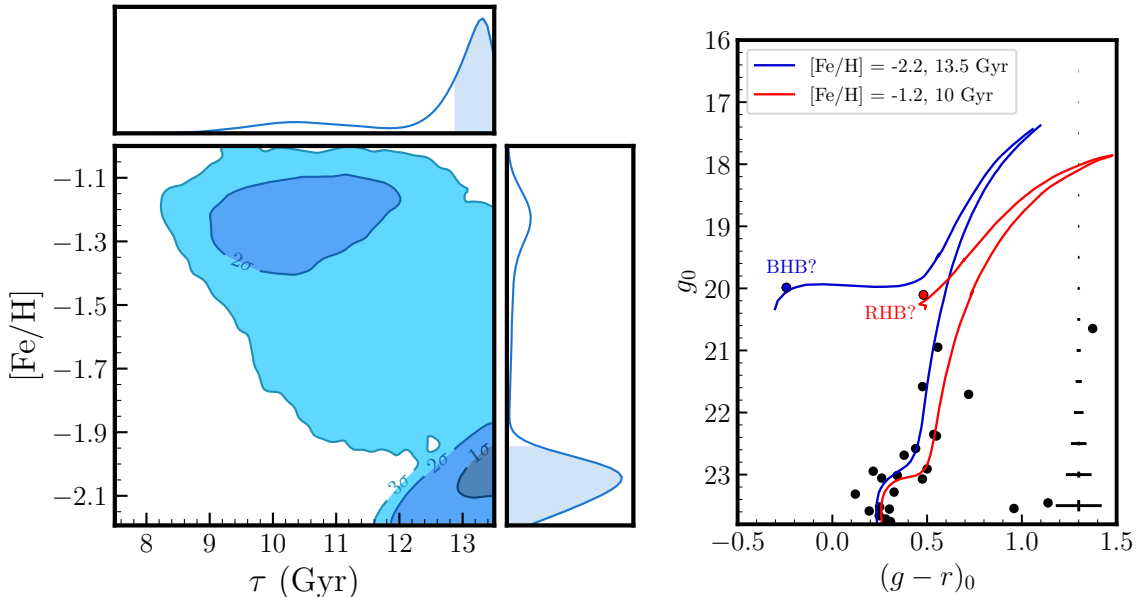 −1.1
−1.3
−1.5
−1.7
−1.9
−2.1
[Fe/H]
2σ
3σ
2σ
1σ
8
9
10
11
12
13
τ (Gyr)
16
17
18
19
20
21
22
23
g₀
[Fe/H] = -2.2, 13.5 Gyr
[Fe/H] = -1.2, 10 Gyr
BHB?
RHB?
−0.5
0.0
0.5
1.0
1.5
(g − r)₀